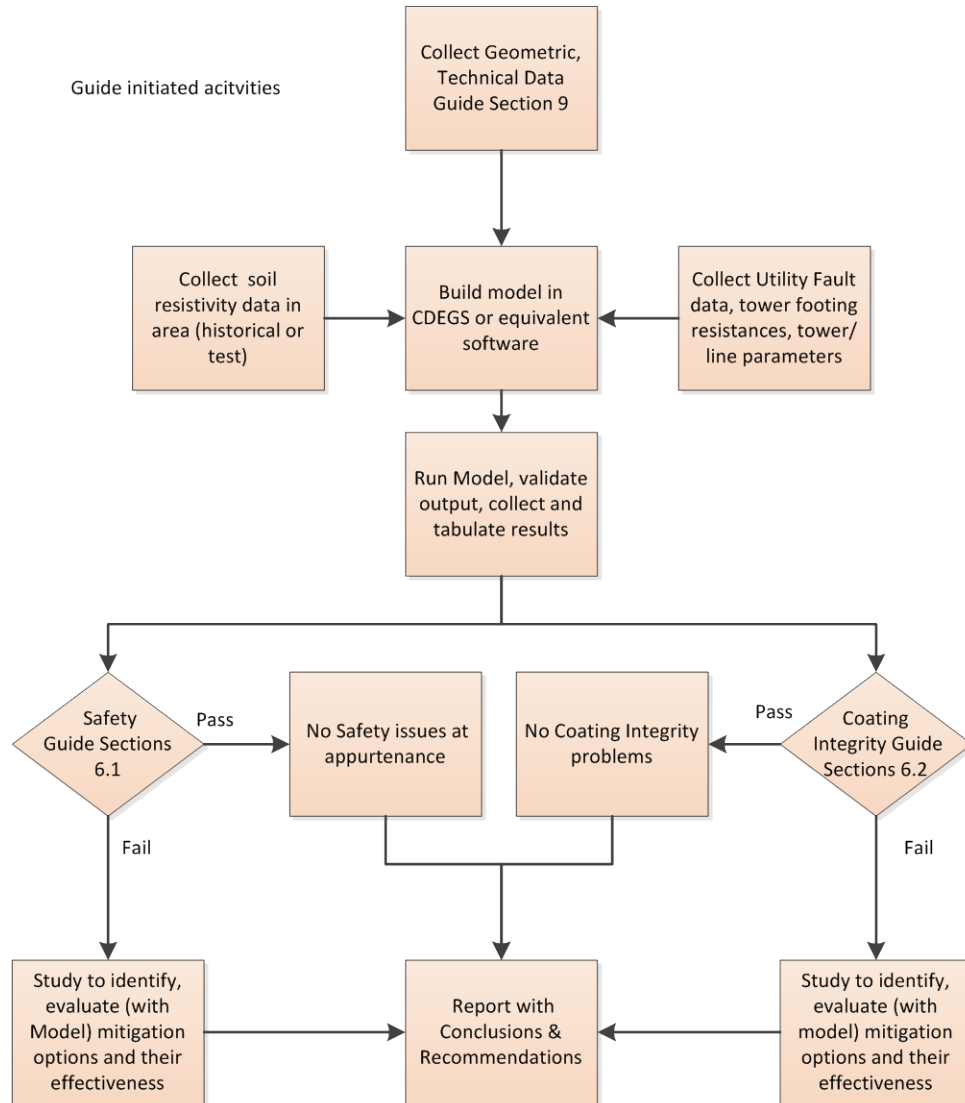 Collect Geometric,
Technical Data
Guide Section 9
Guide initiated acitvities
Collect soil
resistivity data in
area (historical or
test)
Build model in
CDEGS or equivalent
software
Collect Utility Fault
data, tower footing
resistances, tower/
line parameters
Run Model, validate
output, collect and
tabulate results
Safety
Guide Sections
6.1
Pass
No Safety issues at
appurtenance
No Coating Integrity
problems
Pass
Coating
Integrity Guide
Sections 6.2
Fail
Fail
Study to identify,
evaluate (with
Model) mitigation
options and their
effectiveness
Report with
Conclusions &
Recommendations
Study to identify,
evaluate (with
model) mitigation
options and their
effectiveness